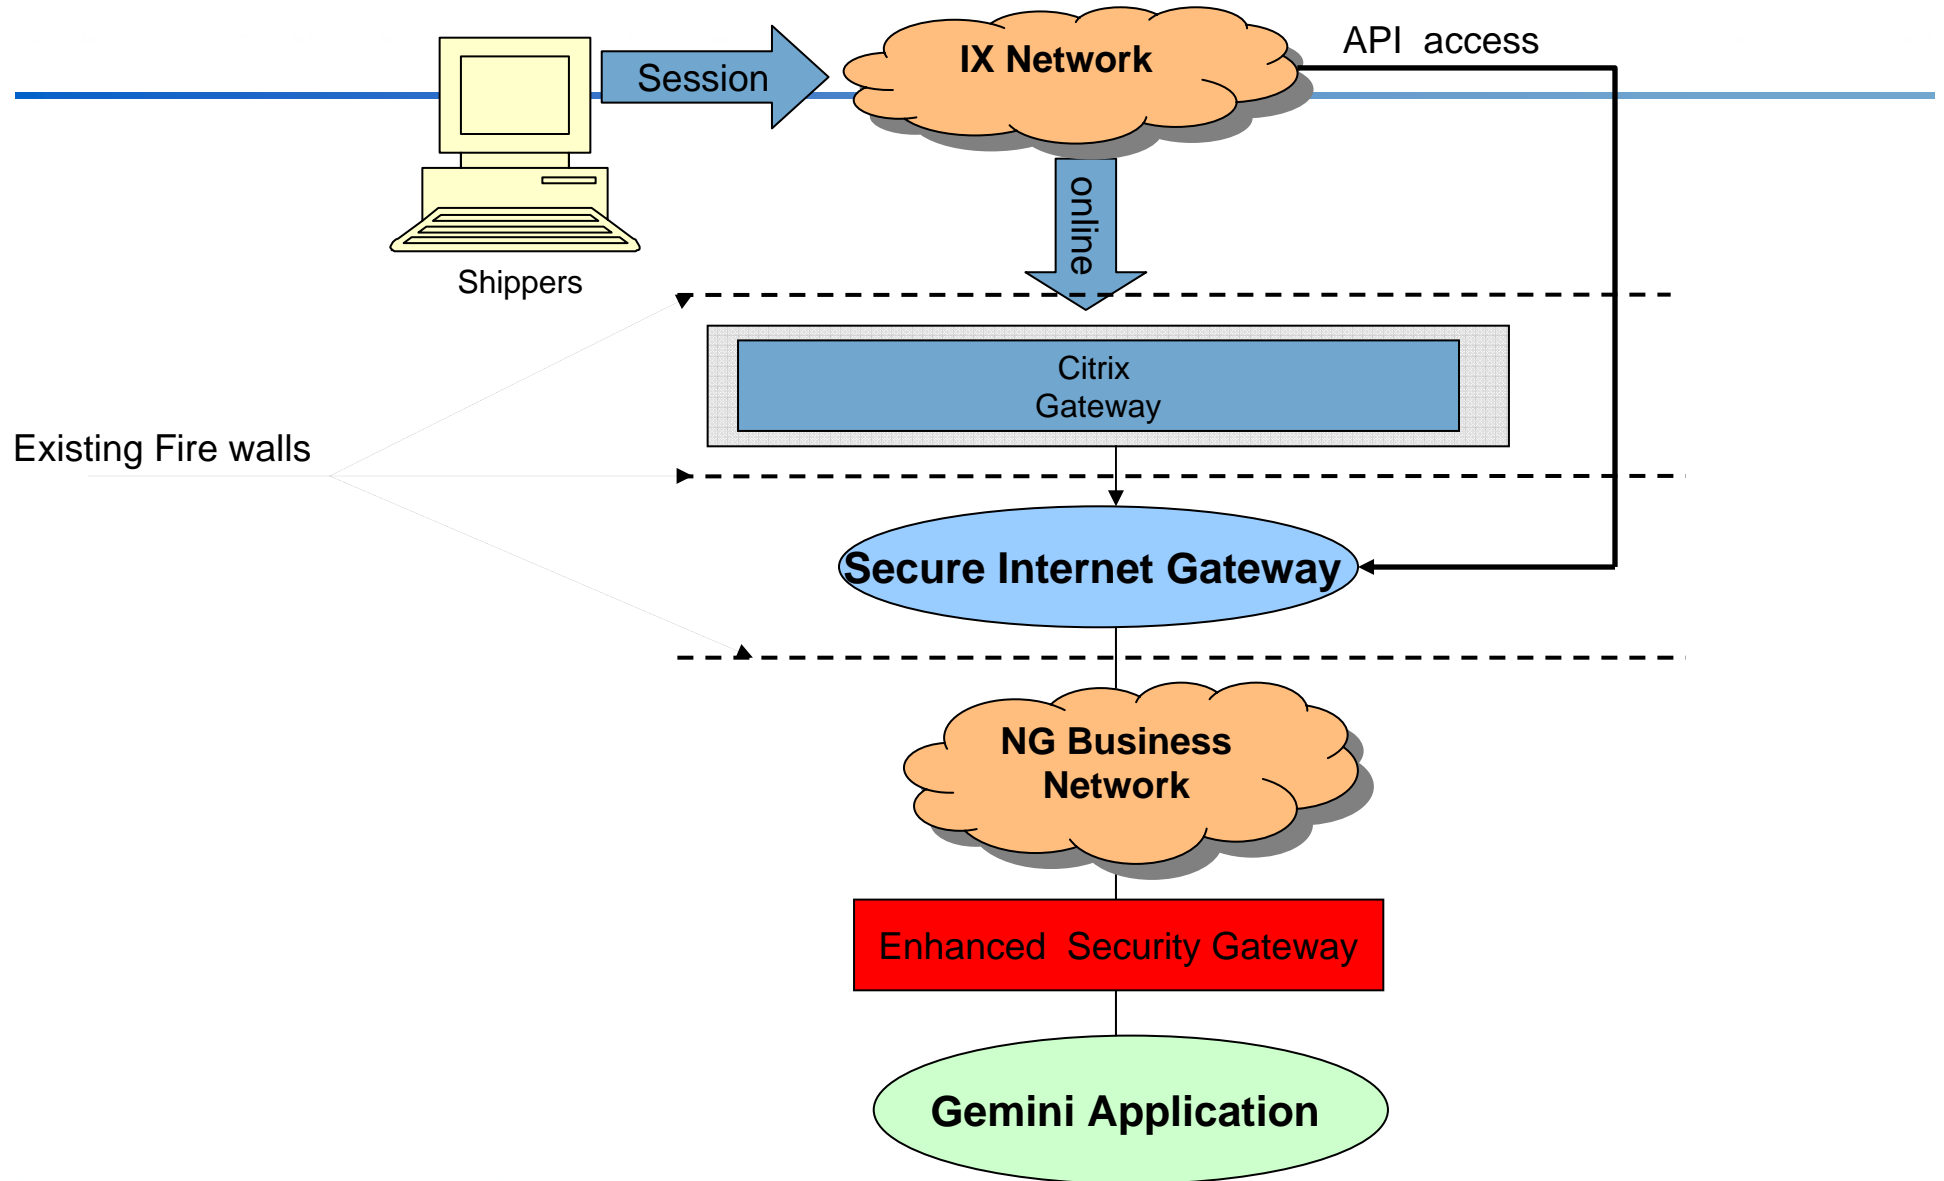 IX Network
API access
Session
online
Shippers
Citrix
Gateway
Existing Fire walls
Secure Internet Gateway
NG Business
Network
Enhanced Security Gateway
Gemini Application